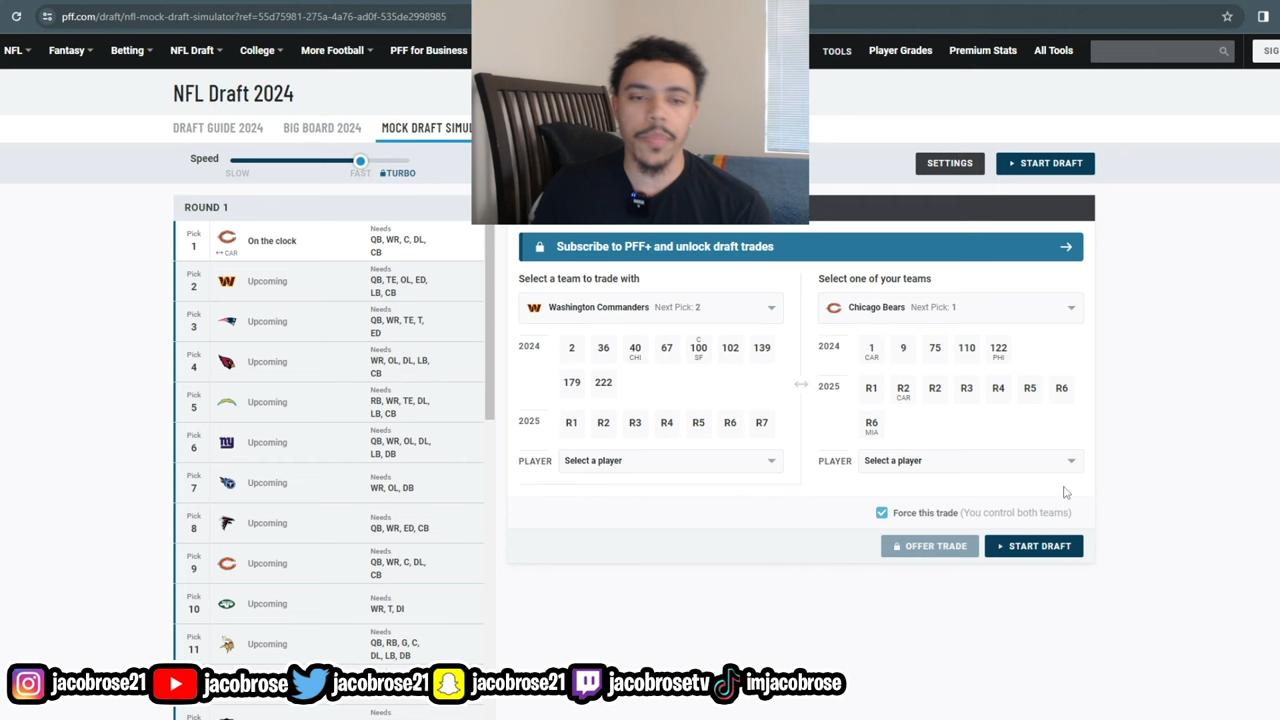 pff.com/draft/nfl-mock-draft-simulator?ref=55d75981-275a-4a76-ad0f-535de2998985
NFL Fantasy Betting NFL Draft College More Football PFF for Business TOOLS Player Grades Premium Stats All Tools SIG
NFL Draft 2024
DRAFT GUIDE 2024 BIG BOARD 2024 MOCK DRAFT SIMU
Speed
SLOW FAST TURBO
SETTINGS START DRAFT
ROUND 1
Pick 1 CAR On the clock Needs QB, WR, C, DL, CB
Pick 2 Upcoming Needs QB, TE, OL, ED, LB, CB
Pick 3 Upcoming Needs QB, WR, TE, T, ED
Pick 4 Upcoming Needs WR, OL, DL, LB, CB
Pick 5 Upcoming Needs RB, WR, TE, DL, LB, CB
Pick 6 Upcoming Needs QB, WR, OL, DL, LB, DB
Pick 7 Upcoming Needs WR, OL, DB
Pick 8 Upcoming Needs QB, WR, ED, CB
Pick 9 Upcoming Needs QB, WR, C, DL, CB
Pick 10 Upcoming Needs WR, T, DI
Pick 11 Upcoming Needs QB, RB, G, C, DL, LB, DB
Subscribe to PFF+ and unlock draft trades
Select a team to trade with
Washington Commanders Next Pick: 2
2024 2 36 40 CHI 67 C 100 SF 102 139
179 222
2025 R1 R2 R3 R4 R5 R6 R7
PLAYER Select a player
Select one of your teams
Chicago Bears Next Pick: 1
2024 1 CAR 9 75 110 122 PHI
2025 R1 R2 CAR R2 R3 R4 R5 R6
R6 MIA
PLAYER Select a player
Force this trade (You control both teams)
OFFER TRADE START DRAFT
jacobrose21 jacobrose jacobrose21 jacobrose21 jacobrosetv imjacobrose